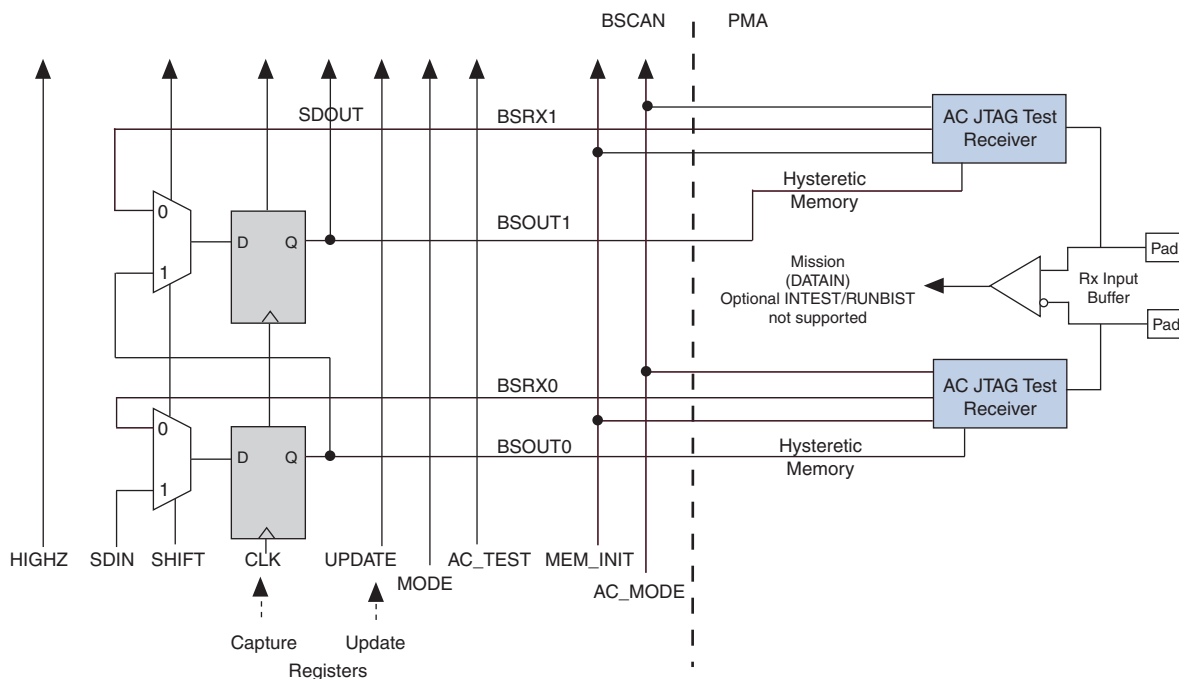 BSCAN
PMA
SDOUT
BSRX1
AC JTAG Test
Receiver
0
Hysteretic
Memory
BSOUT1
D
Q
1
Mission
(DATAIN)
Optional INTEST/RUNBIST
not supported
Rx Input
Buffer
Pad
Pad
BSRX0
AC JTAG Test
Receiver
0
BSOUT0
Hysteretic
Memory
D
Q
1
HIGHZ
SDIN
SHIFT
CLK
UPDATE
MODE
AC_TEST
MEM_INIT
AC_MODE
Capture
Update
Registers